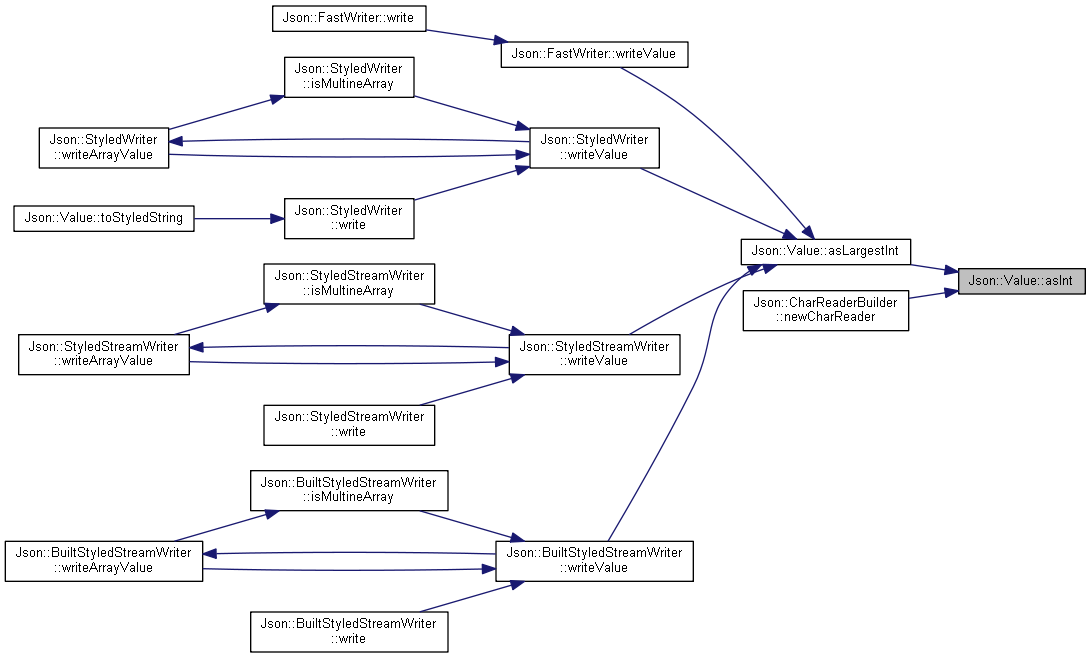 Json::FastWriter::write
Json::FastWriter::writeValue
Json::StyledWriter
::isMultineArray
Json::StyledWriter
::writeArrayValue
Json::StyledWriter
::writeValue
Json::Value::toStyledString
Json::StyledWriter
::write
Json::Value::asLargestInt
Json::Value::asInt
Json::StyledStreamWriter
::isMultineArray
Json::CharReaderBuilder
::newCharReader
Json::StyledStreamWriter
::writeArrayValue
Json::StyledStreamWriter
::writeValue
Json::StyledStreamWriter
::write
Json::BuiltStyledStreamWriter
::isMultineArray
Json::BuiltStyledStreamWriter
::writeArrayValue
Json::BuiltStyledStreamWriter
::writeValue
Json::BuiltStyledStreamWriter
::write